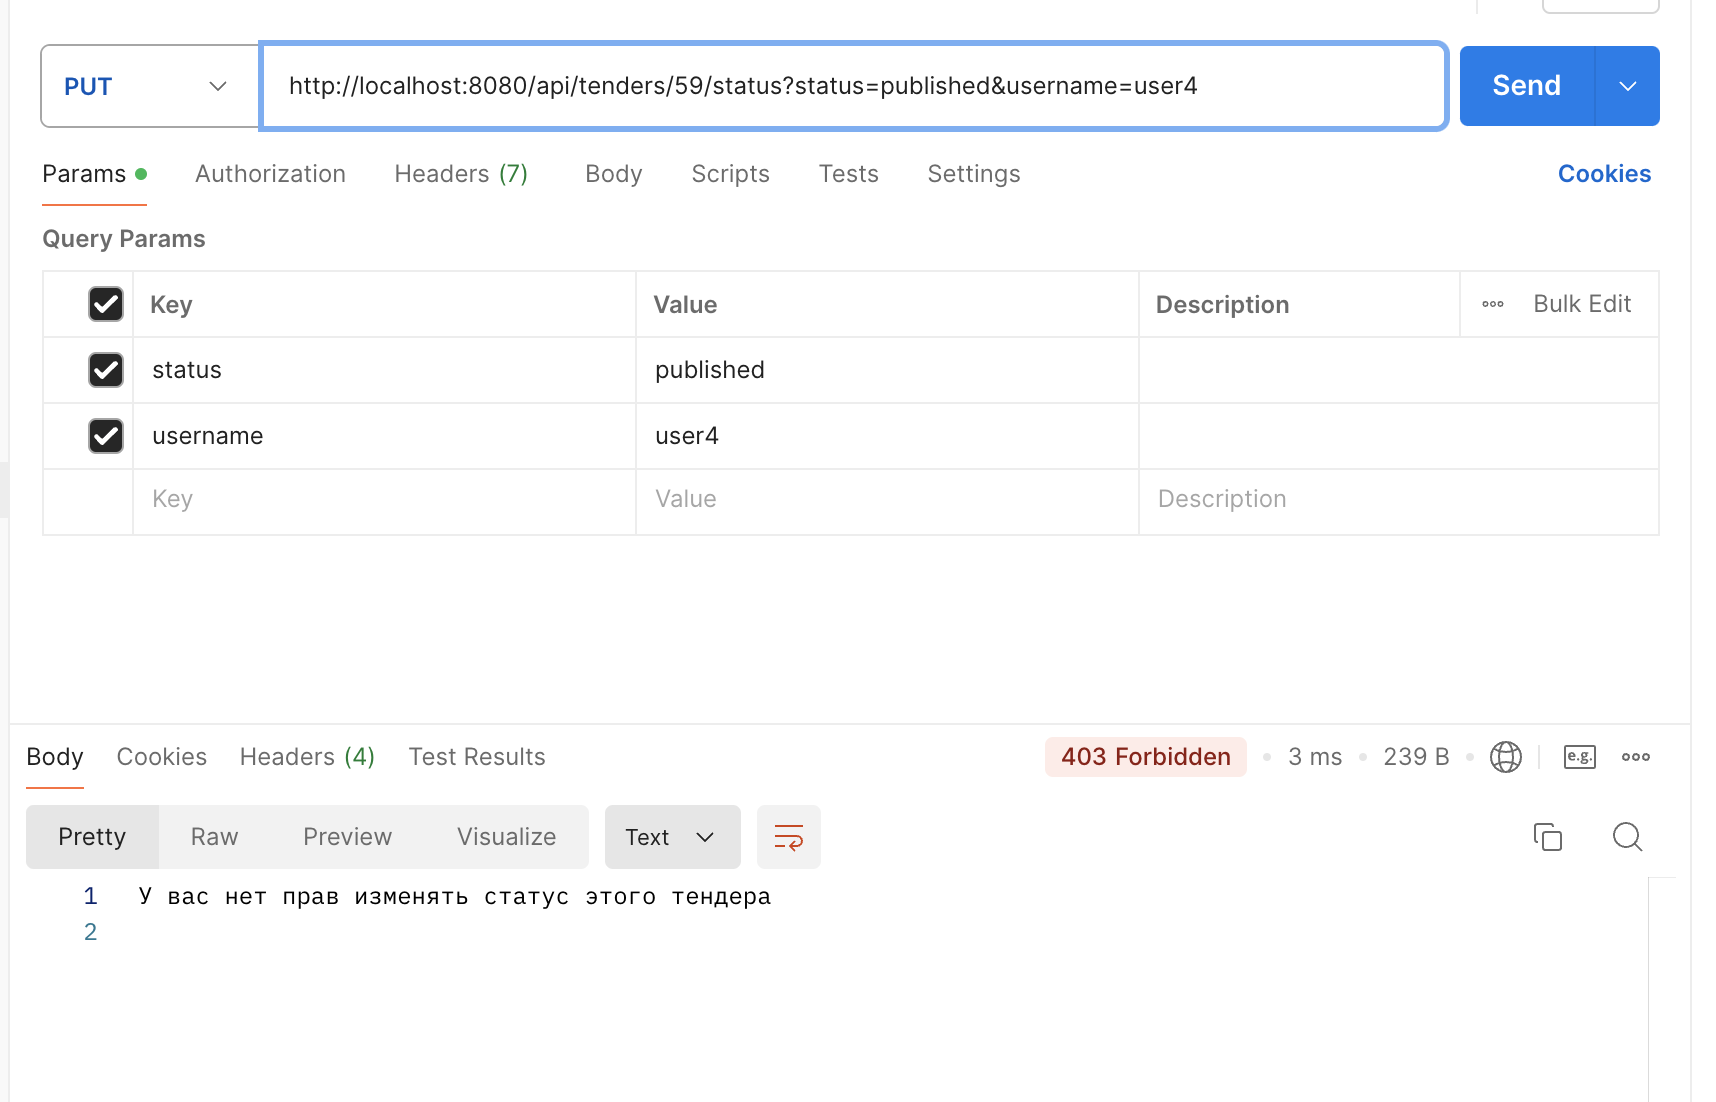 PUT
http://localhost:8080/api/tenders/59/status?status=published&username=user4
Send
Params Authorization Headers (7) Body Scripts Tests Settings Cookies
Query Params
Key Value Description Bulk Edit
status published
username user4
Key Value Description
Body Cookies Headers (4) Test Results 403 Forbidden 3 ms 239 B e.g.
Pretty Raw Preview Visualize Text
1 У вас нет прав изменять статус этого тендера
2